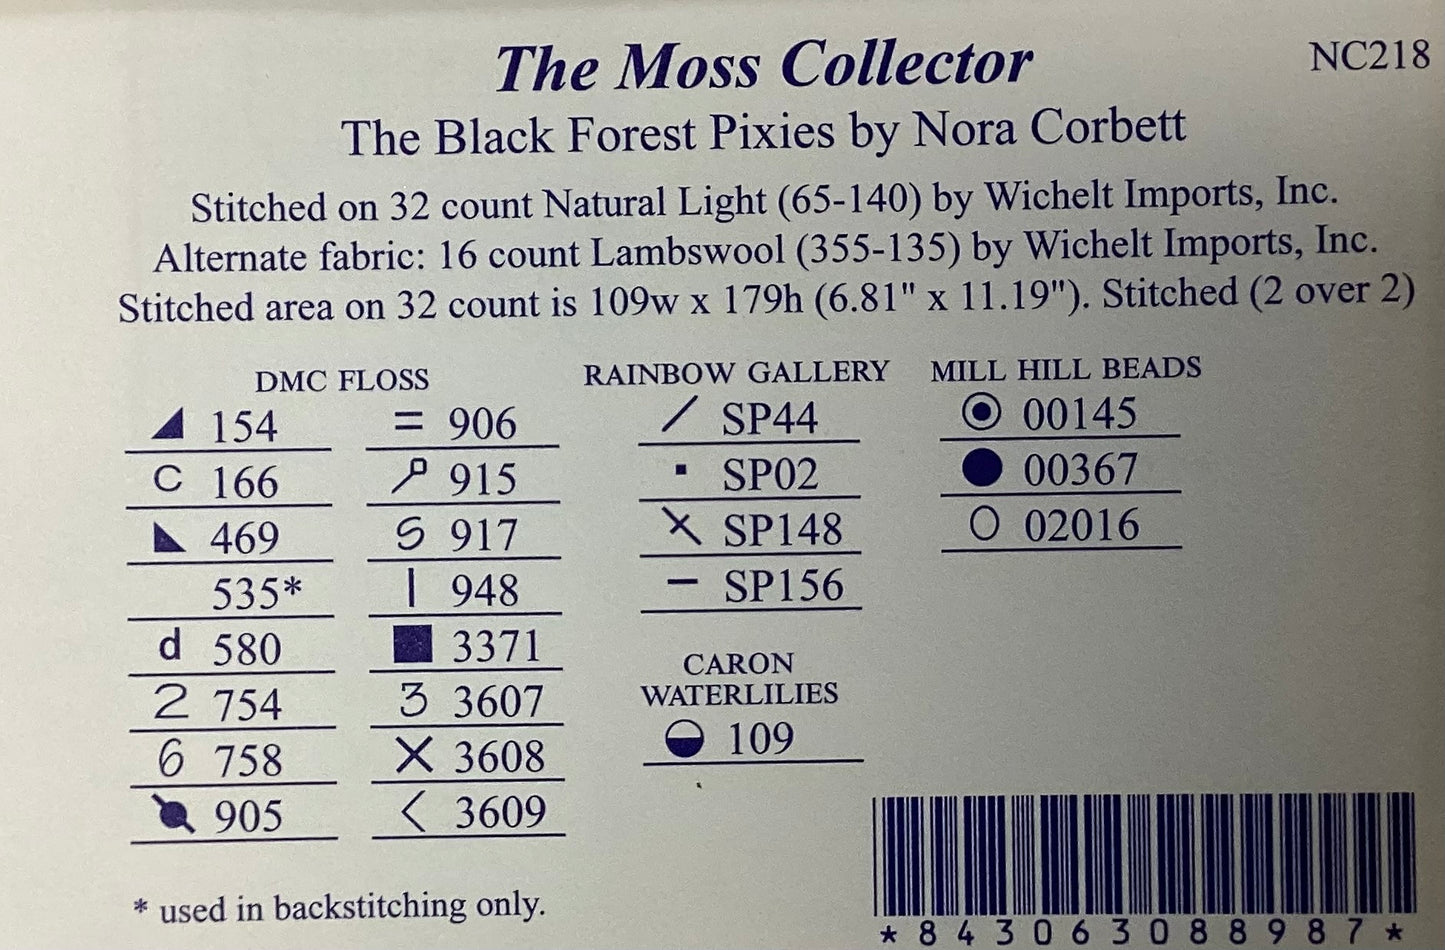 The Moss Collector
NC218
The Black Forest Pixies by Nora Corbett
Stitched on 32 count Natural Light (65-140) by Wichelt Imports, Inc.
Alternate fabric: 16 count Lambswool (355-135) by Wichelt Imports, Inc.
Stitched area on 32 count is 109w x 179h (6.81" x 11.19"). Stitched (2 over 2)
DMC FLOSS
154
C 166
469
535*
d 580
2 754
6 758
905
= 906
915
S 917
| 948
3371
3 3607
X 3608
< 3609
* used in backstitching only.
RAINBOW GALLERY
/ SP44
▪ SP02
SP148
— SP156
CARON
WATERLILIES
109
MILL HILL BEADS
00145
● 00367
O 02016
*84306308898​7*